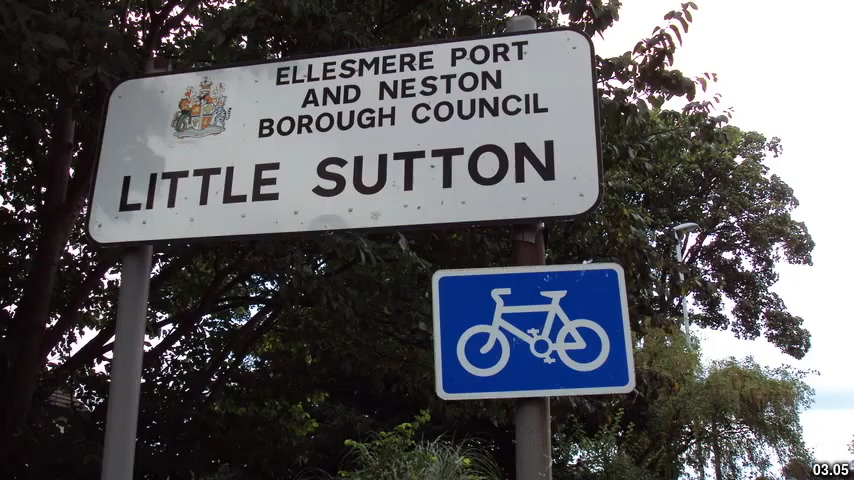 ELLESMERE PORT
AND NESTON
BOROUGH COUNCIL
LITTLE SUTTON
03.05